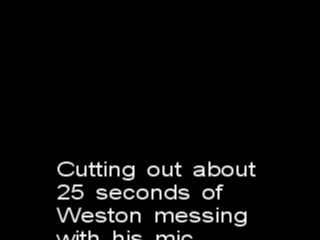 Cutting out about
25 seconds of
Weston messing
with his mic